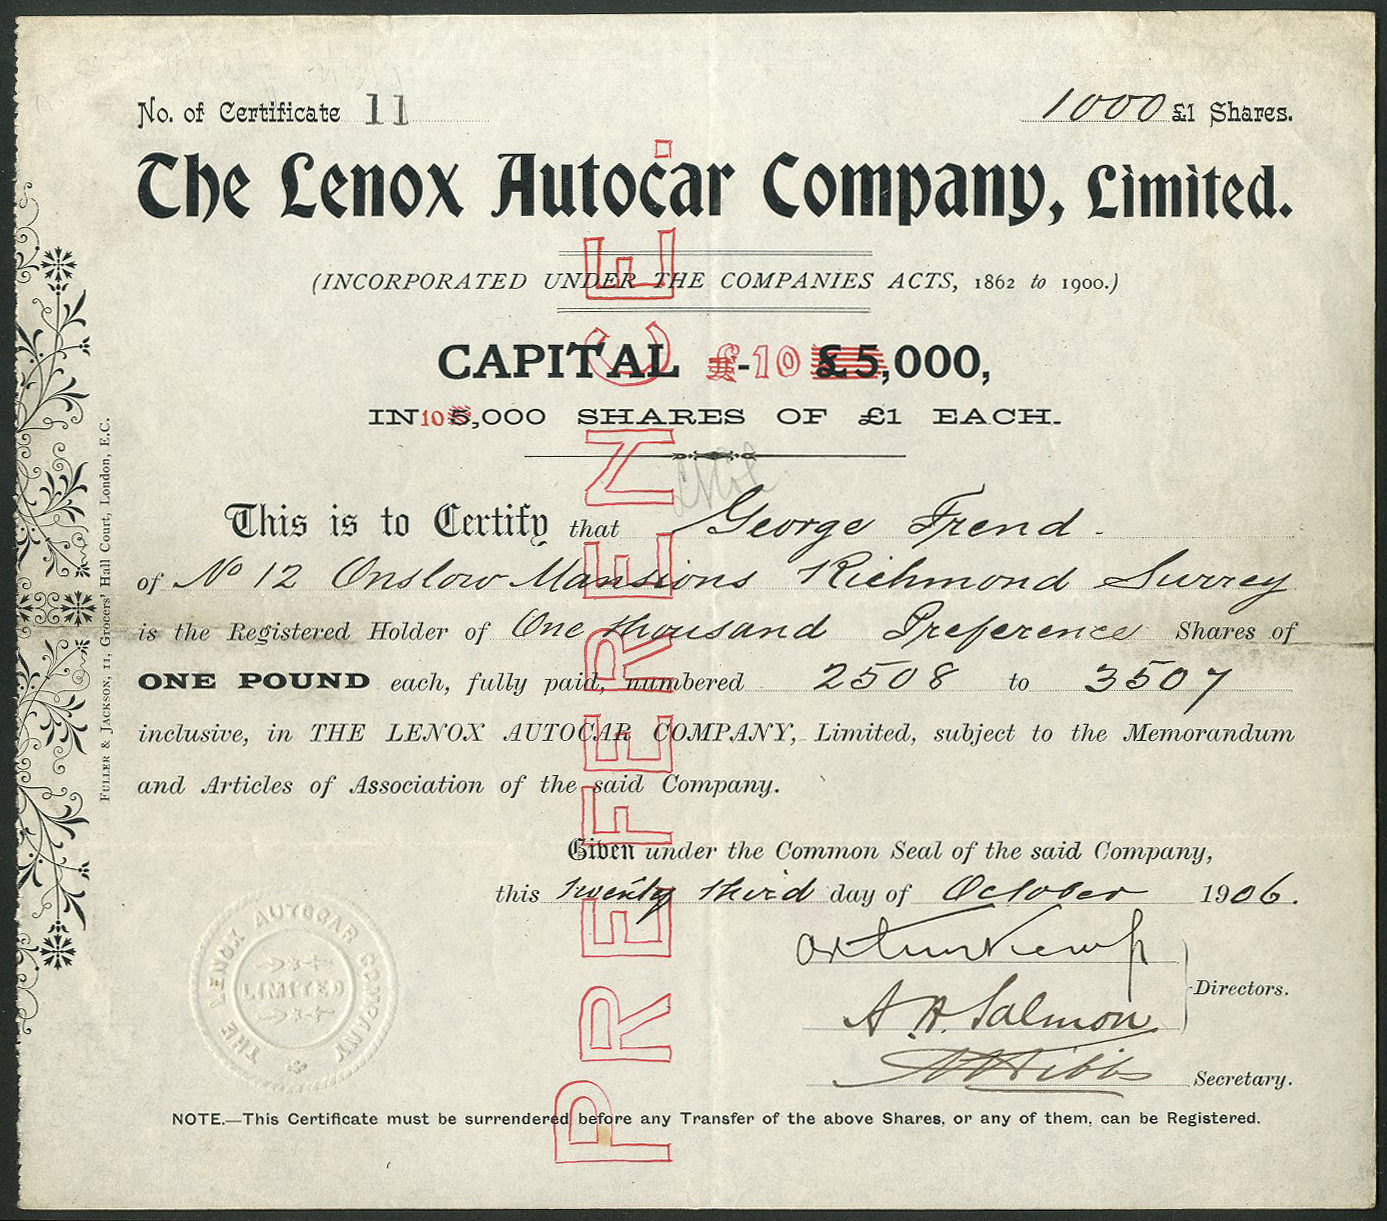 No. of Certificate 11 1000 £1 Shares.
The Lenox Autocar Company, Limited.
(INCORPORATED UNDER THE COMPANIES ACTS, 1862 to 1900.)
CAPITAL £-10 £5,000,
IN 10 5,000 SHARES OF £1 EACH.
This is to Certify that George Frend.
of No 12 Onslow Mansions Richmond Surrey
is the Registered Holder of One thousand Preference Shares of
ONE POUND each, fully paid, numbered 2508 to 3507
inclusive, in THE LENOX AUTOCAR COMPANY, Limited, subject to the Memorandum
and Articles of Association of the said Company.
Given under the Common Seal of the said Company,
this Twenty third day of October 1906.
Arthur Kemp
A. H. Salmon
Directors.
Secretary.
NOTE.—This Certificate must be surrendered before any Transfer of the above Shares, or any of them, can be Registered.
PREFERENCE.
THE LENOX AUTOCAR COMPANY
LIMITED
FULLER & JACKSON, 11, Grocers' Hall Court, London, E.C.